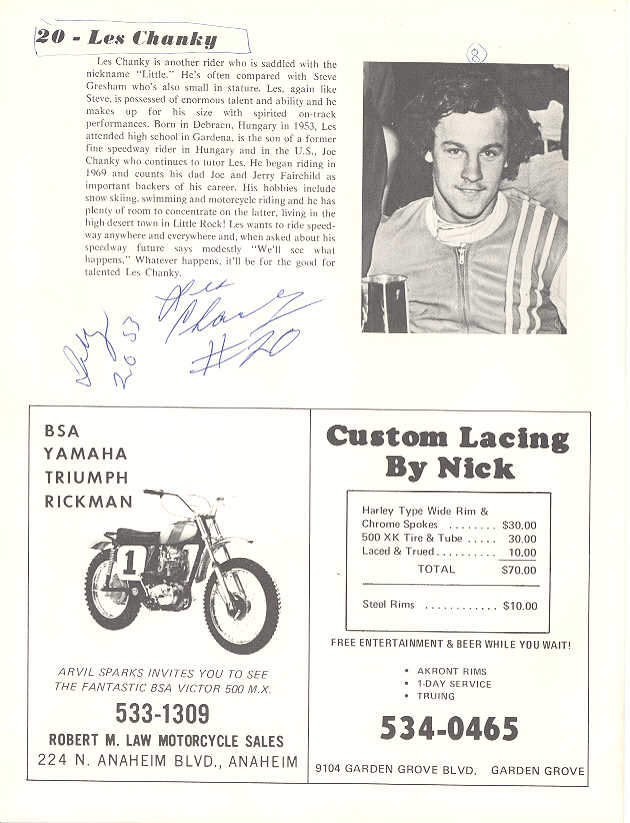 20 - Les Chanky
Les Chanky is another rider who is saddled with the
nickname "Little." He's often compared with Steve
Gresham who's also small in stature. Les, again like
Steve, is possessed of enormous talent and ability and he
makes up for his size with spirited on-track
performances. Born in Debraen, Hungary in 1953, Les
attended high school in Gardena, is the son of a former
fine speedway rider in Hungary and in the U.S., Joe
Chanky who continues to tutor Les. He began riding in
1969 and counts his dad Joe and Jerry Fairchild as
important backers of his career. His hobbies include
snow skiing, swimming and motorcycle riding and he has
plenty of room to concentrate on the latter, living in the
high desert town in Little Rock! Les wants to ride speed-
way anywhere and everywhere and, when asked about his
speedway future says modestly "We'll see what
happens." Whatever happens, it'll be for the good for
talented Les Chanky.
8
Les
Chanky
#20
20 53
BSA
YAMAHA
TRIUMPH
RICKMAN
1
ARVIL SPARKS INVITES YOU TO SEE
THE FANTASTIC BSA VICTOR 500 M.X.
533-1309
ROBERT M. LAW MOTORCYCLE SALES
224 N. ANAHEIM BLVD., ANAHEIM
Custom Lacing
By Nick
Harley Type Wide Rim &
Chrome Spokes ........ $30.00
500 XK Tire & Tube ..... 30.00
Laced & Trued.......... 10.00
TOTAL $70.00
Steel Rims ............ $10.00
FREE ENTERTAINMENT & BEER WHILE YOU WAIT!
• AKRONT RIMS
• 1-DAY SERVICE
• TRUING
534-0465
9104 GARDEN GROVE BLVD. GARDEN GROVE